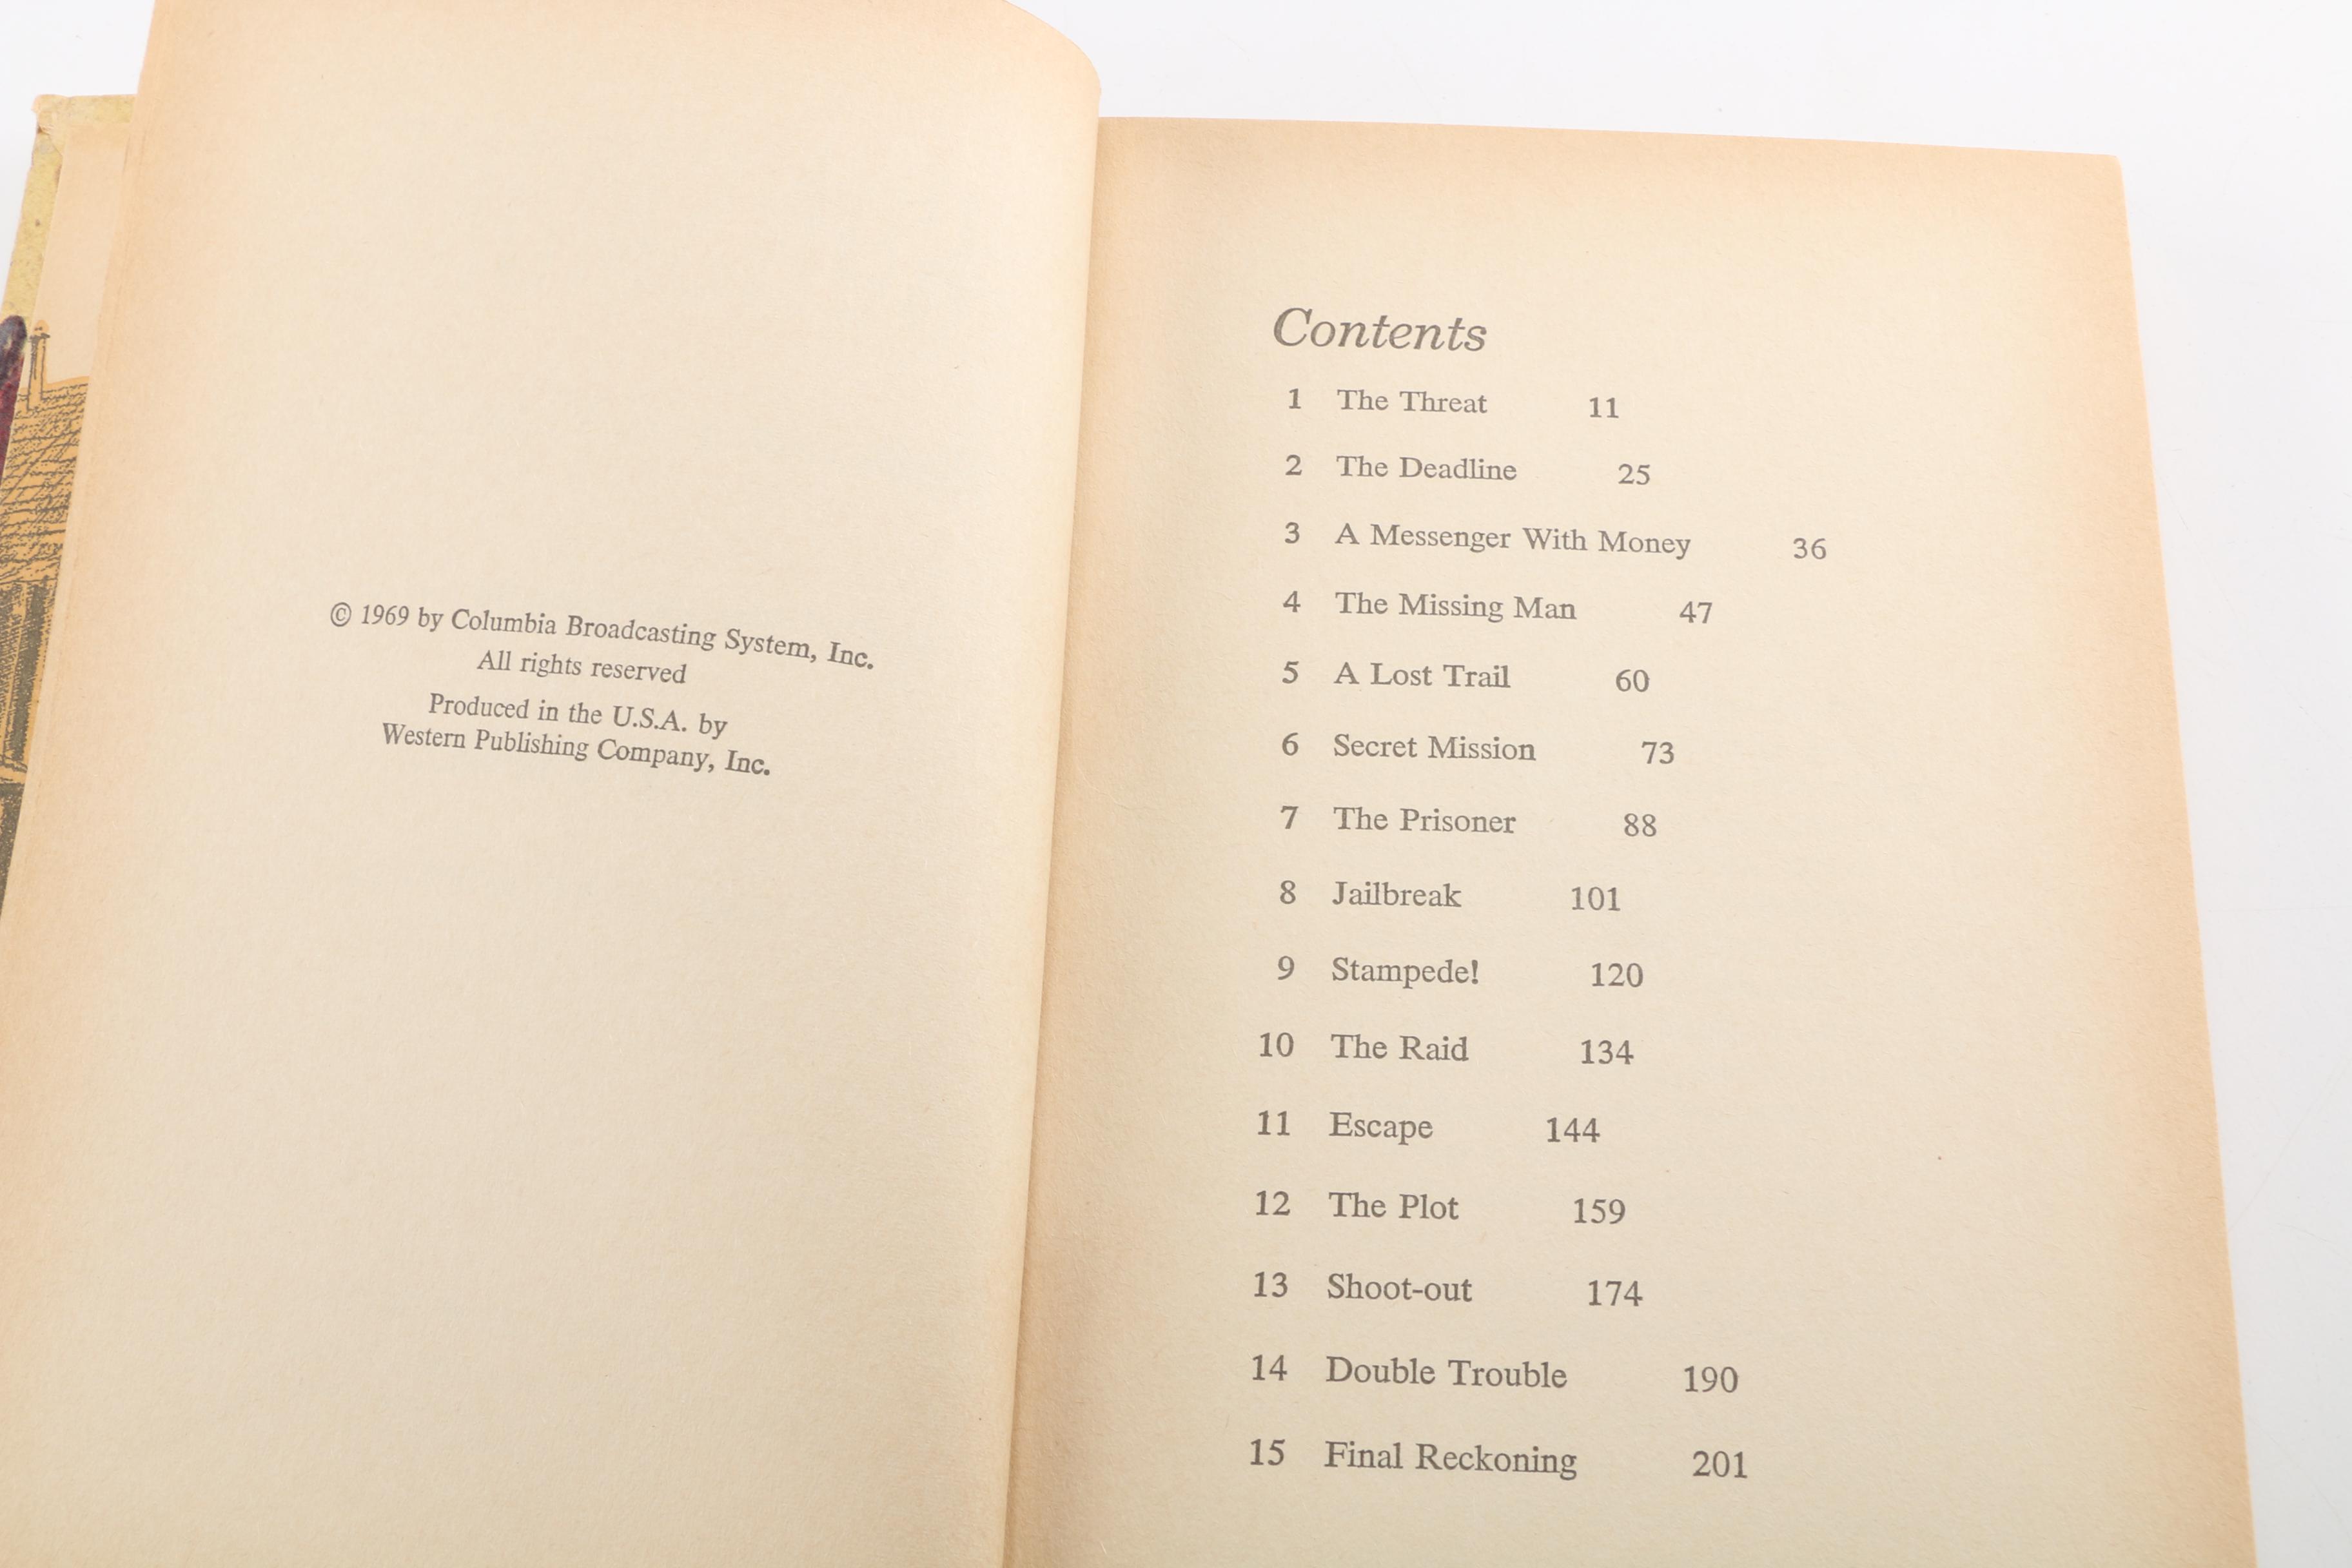 © 1969 by Columbia Broadcasting System, Inc.
All rights reserved
Produced in the U.S.A. by
Western Publishing Company, Inc.
Contents
1 The Threat 11
2 The Deadline 25
3 A Messenger With Money 36
4 The Missing Man 47
5 A Lost Trail 60
6 Secret Mission 73
7 The Prisoner 88
8 Jailbreak 101
9 Stampede! 120
10 The Raid 134
11 Escape 144
12 The Plot 159
13 Shoot-out 174
14 Double Trouble 190
15 Final Reckoning 201